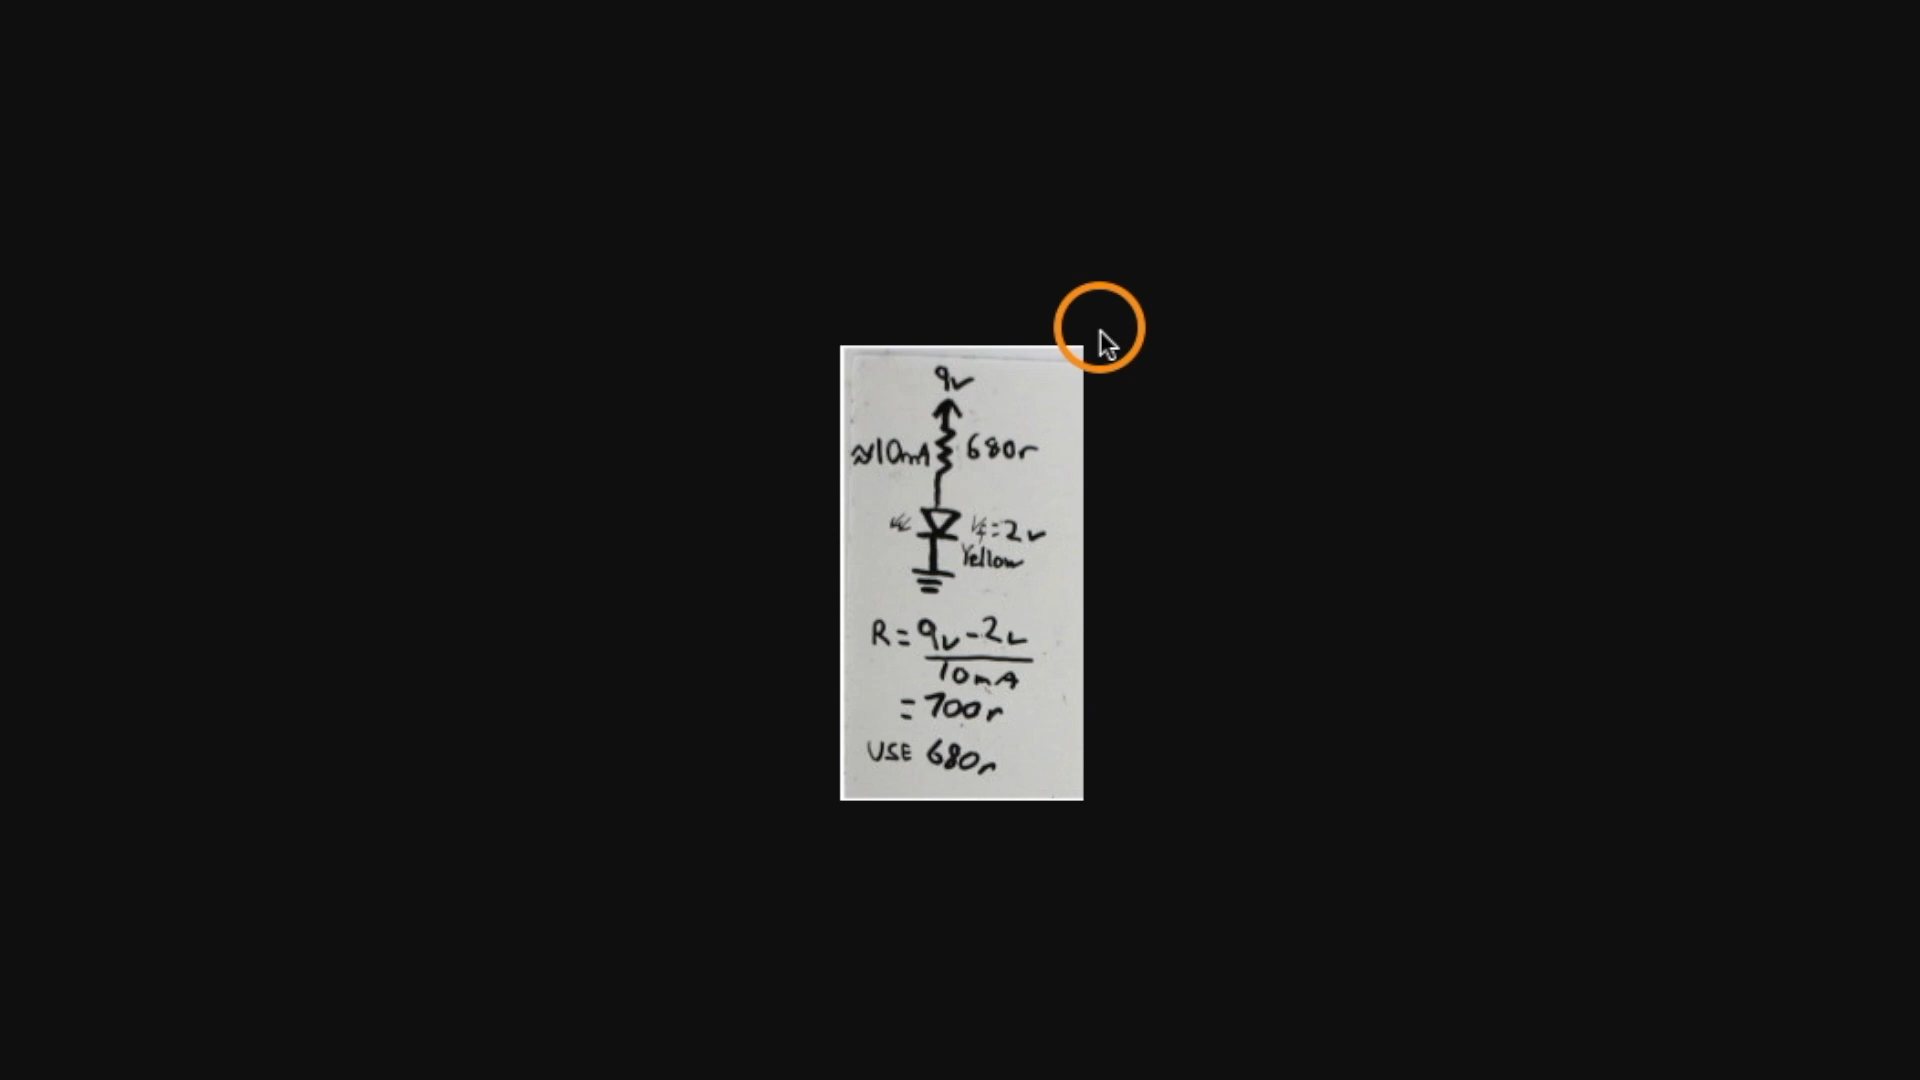 9v
≈10mA 680r
Vf=2v
Yellow
R=9v-2v
10mA
=700r
USE 680r